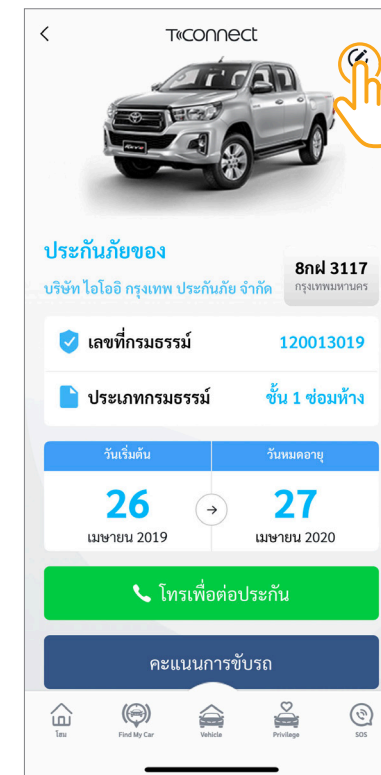 T«connect
ประกันภัยของ
บริษัท ไอโออิ กรุงเทพ ประกันภัย จำกัด
8กฝ 3117
กรุงเทพมหานคร
เลขที่กรมธรรม์ 120013019
ประเภทกรมธรรม์ ชั้น 1 ซ่อมห้าง
วันเริ่มต้น วันหมดอายุ
26 27
เมษายน 2019 เมษายน 2020
โทรเพื่อต่อประกัน
คะแนนการขับรถ
โฮม Find My Car Vehicle Privilege SOS